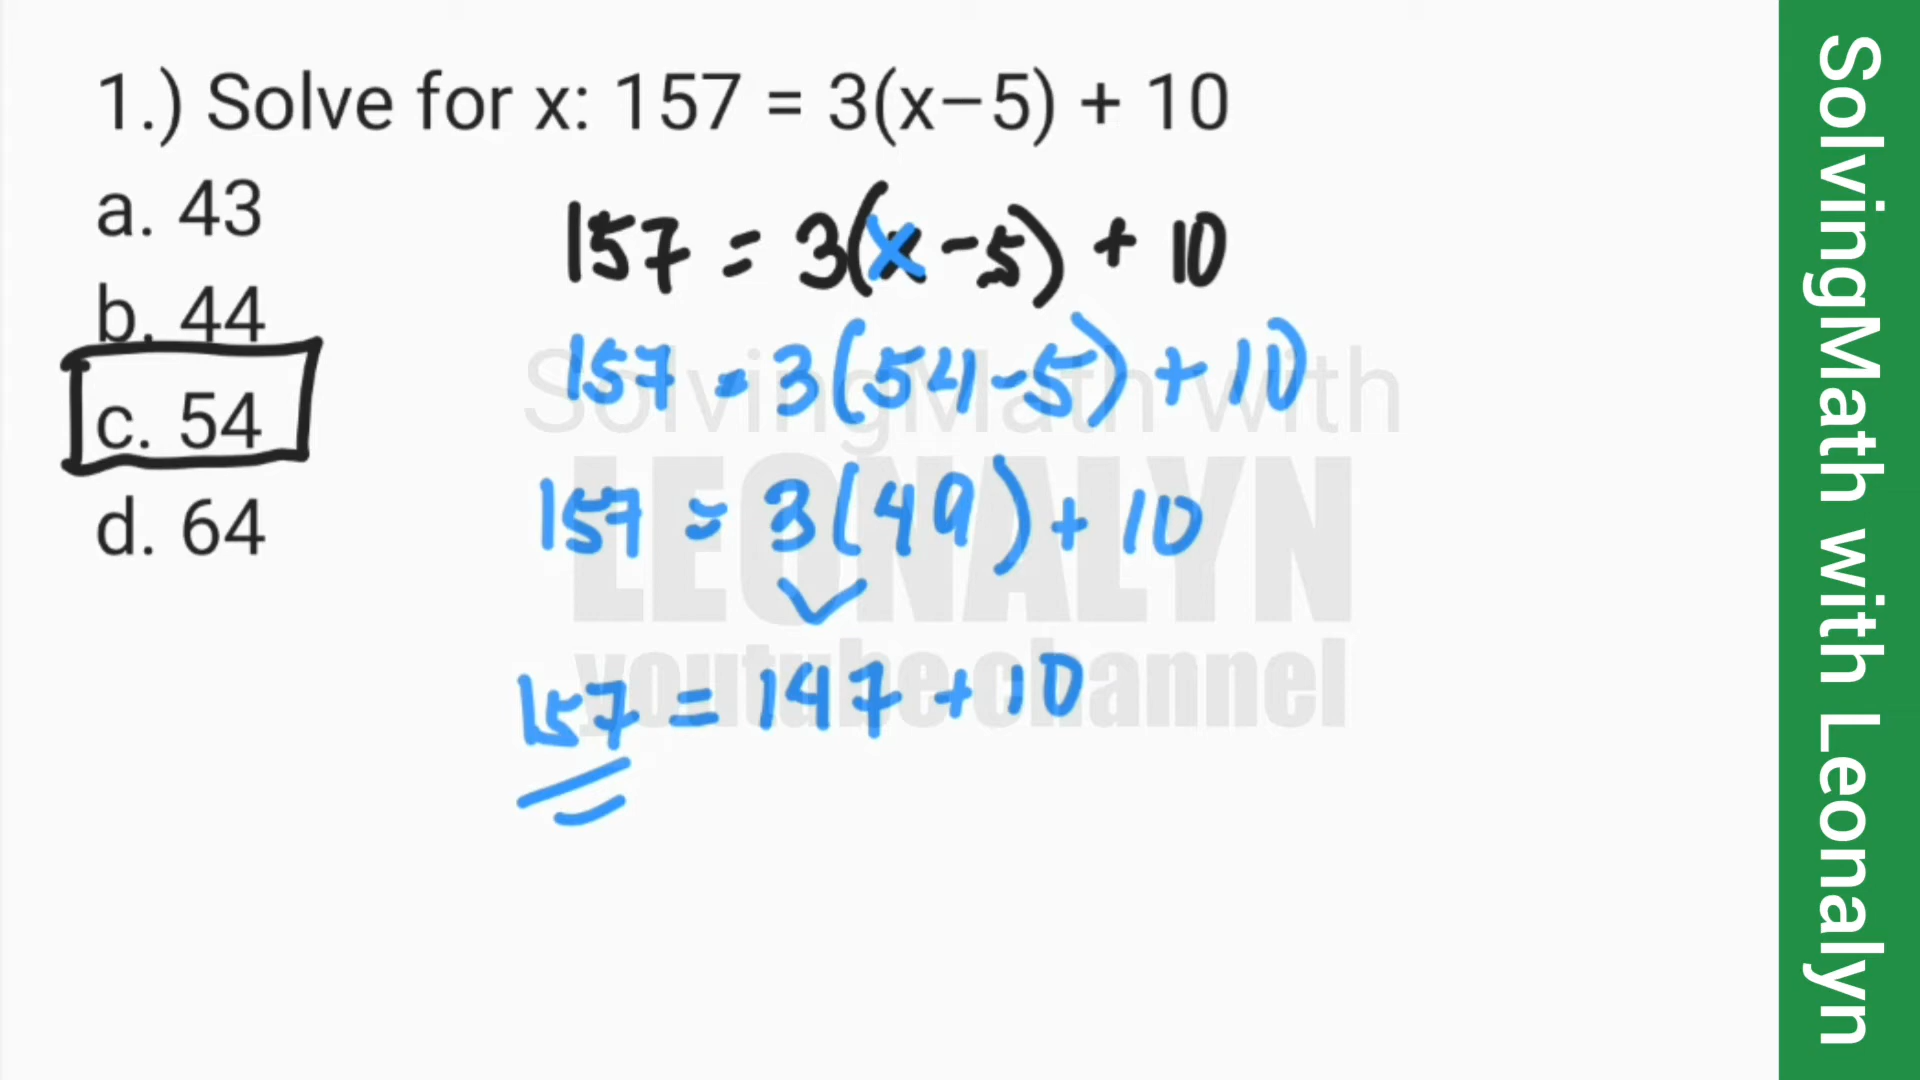 1.) Solve for x: 157 = 3(x–5) + 10
a. 43
b. 44
c. 54
d. 64
157 = 3(x-5) + 10
157 = 3(54-5) + 10
157 = 3(49) + 10
157 = 147 + 10
SolvingMath with
LEONALYN
youtube channel
SolvingMath with Leonalyn